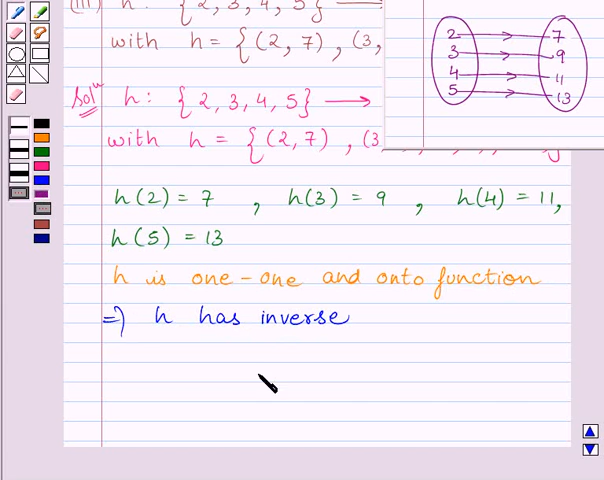 (iii) h: {2, 3, 4, 5}
with h = {(2, 7), (3,
Solⁿ h: {2, 3, 4, 5} ⟶
with h = {(2, 7), (3
2 7
3 9
4 11
5 13
h(2) = 7 , h(3) = 9 , h(4) = 11,
h(5) = 13
h is one-one and onto function
=> h has inverse